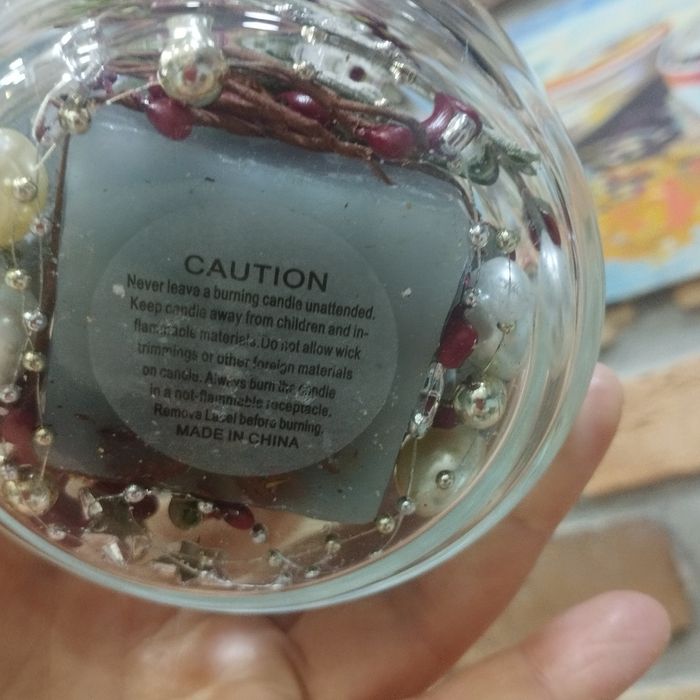 CAUTION
Never leave a burning candle unattended.
Keep candle away from children and in-
flammable materials. Do not allow wick
trimmings or other foreign materials
on candle. Always burn the candle
in a not-flammable receptacle.
Remova Label before burning.
MADE IN CHINA